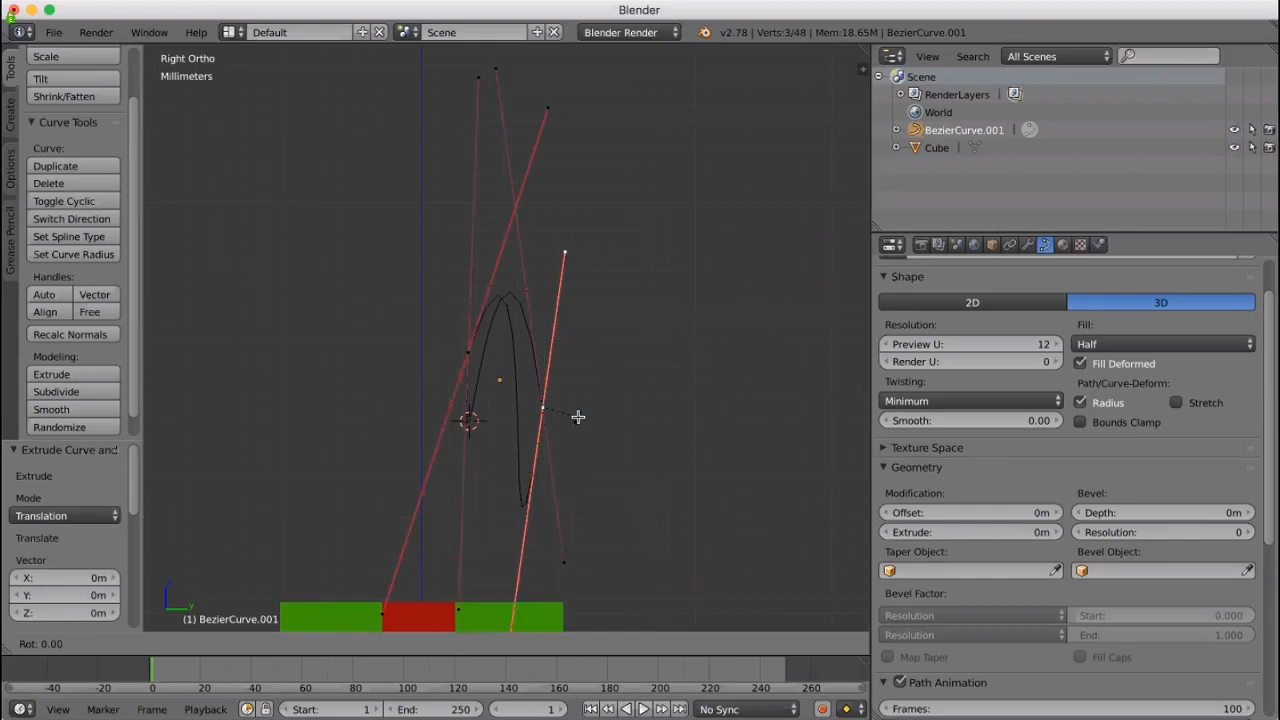 Blender
File Render Window Help Default Scene Blender Render v2.78 | Verts:3/48 | Mem:18.65M | BezierCurve.001
Tools
Create
Options
Grease Pencil
Scale
Tilt
Shrink/Fatten
Curve Tools
Curve:
Duplicate
Delete
Toggle Cyclic
Switch Direction
Set Spline Type
Set Curve Radius
Handles:
Auto Vector
Align Free
Recalc Normals
Modeling:
Extrude
Subdivide
Smooth
Randomize
Extrude Curve and
Extrude
Mode
Translation
Translate
Vector
X: 0m
Y: 0m
Z: 0m
Right Ortho
Millimeters
z
y
(1) BezierCurve.001
Rot: 0.00
View Search All Scenes
Scene
RenderLayers
World
BezierCurve.001
Cube
Shape
2D 3D
Resolution: Fill:
Preview U: 12 Half
Render U: 0 Fill Deformed
Twisting: Path/Curve-Deform:
Minimum Radius Stretch
Smooth: 0.00 Bounds Clamp
Texture Space
Geometry
Modification: Bevel:
Offset: 0m Depth: 0m
Extrude: 0m Resolution: 0
Taper Object: Bevel Object:
Bevel Factor:
Resolution Start: 0.000
Resolution End: 1.000
Map Taper Fill Caps
Path Animation
Frames: 100
-40 -20 0 20 40 60 80 100 120 140 160 180 200 220 240 260
View Marker Frame Playback Start: 1 End: 250 1 No Sync